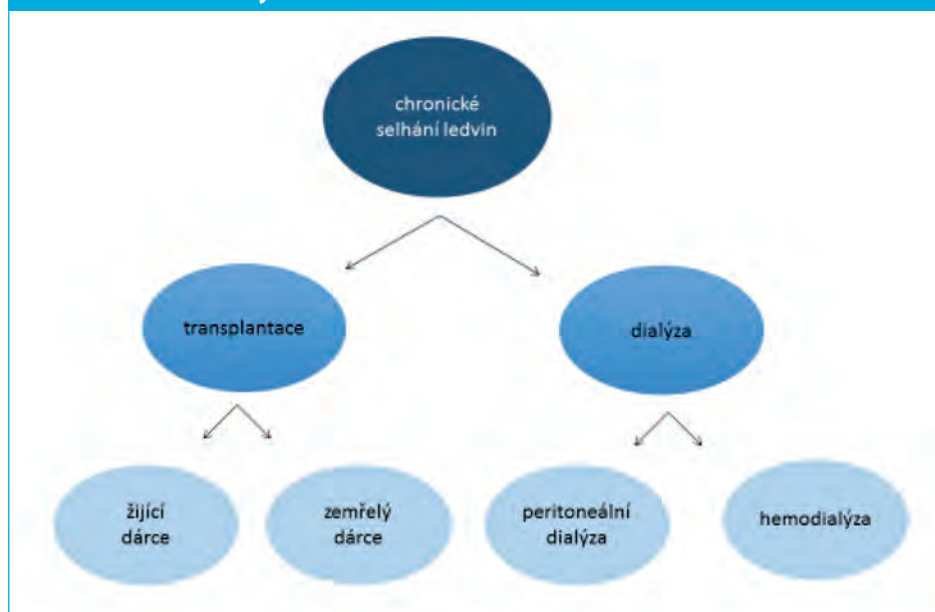 chronické
selhání ledvin
transplantace
dialýza
žijící
dárce
zemřelý
dárce
peritoneální
dialýza
hemodialýza